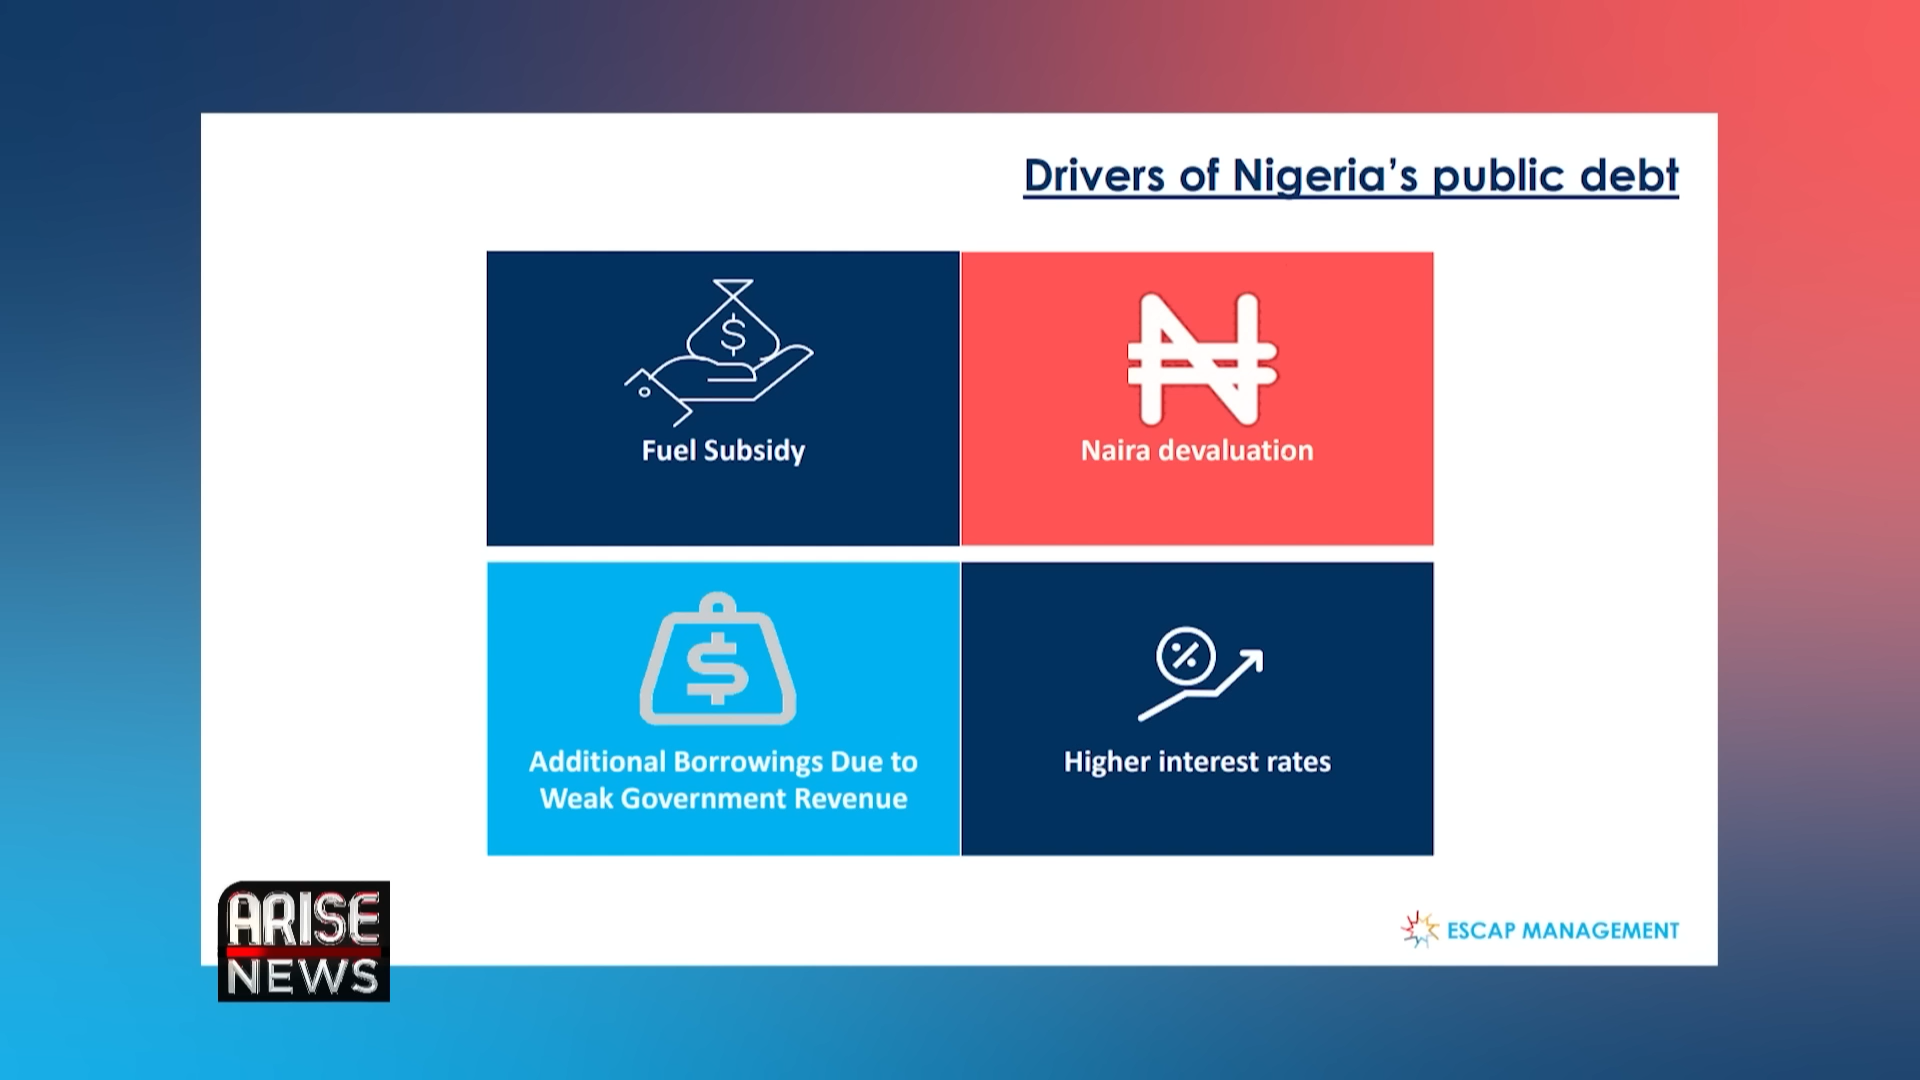 Drivers of Nigeria’s public debt
$
Fuel Subsidy
₦
Naira devaluation
$
Additional Borrowings Due to
Weak Government Revenue
%
Higher interest rates
ARISE
NEWS
ESCAP MANAGEMENT